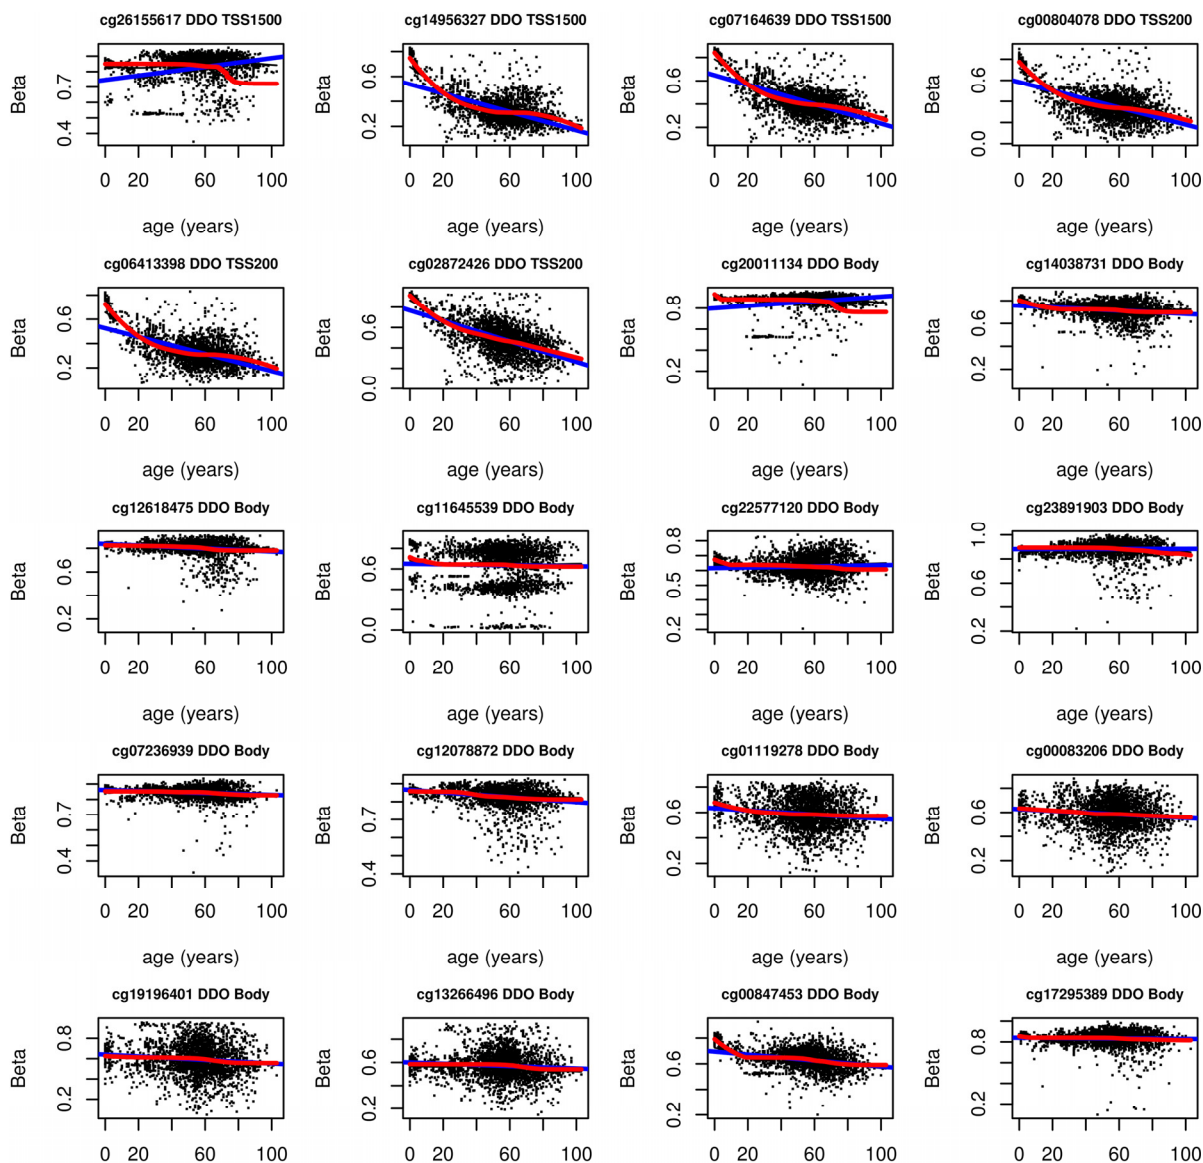 cg26155617 DDO TSS1500
Beta
0.7
0.4
0 20 60 100
age (years)
cg14956327 DDO TSS1500
Beta
0.6
0.2
0 20 60 100
age (years)
cg07164639 DDO TSS1500
Beta
0.6
0.2
0 20 60 100
age (years)
cg00804078 DDO TSS200
Beta
0.6
0.0
0 20 60 100
age (years)
cg06413398 DDO TSS200
Beta
0.6
0.2
0 20 60 100
age (years)
cg02872426 DDO TSS200
Beta
0.6
0.0
0 20 60 100
age (years)
cg20011134 DDO Body
Beta
0.8
0.2
0 20 60 100
age (years)
cg14038731 DDO Body
Beta
0.6
0.2
0 20 60 100
age (years)
cg12618475 DDO Body
Beta
0.6
0.2
0 20 60 100
age (years)
cg11645539 DDO Body
Beta
0.6
0.0
0 20 60 100
age (years)
cg22577120 DDO Body
Beta
0.8
0.5
0.2
0 20 60 100
age (years)
cg23891903 DDO Body
Beta
1.0
0.6
0.2
0 20 60 100
age (years)
cg07236939 DDO Body
Beta
0.7
0.4
0 20 60 100
age (years)
cg12078872 DDO Body
Beta
0.7
0.4
0 20 60 100
age (years)
cg01119278 DDO Body
Beta
0.6
0.2
0 20 60 100
age (years)
cg00083206 DDO Body
Beta
0.6
0.2
0 20 60 100
age (years)
cg19196401 DDO Body
Beta
0.8
0.2
0 20 60 100
cg13266496 DDO Body
Beta
0.6
0.2
0 20 60 100
cg00847453 DDO Body
Beta
0.6
0.2
0 20 60 100
cg17295389 DDO Body
Beta
0.8
0.2
0 20 60 100